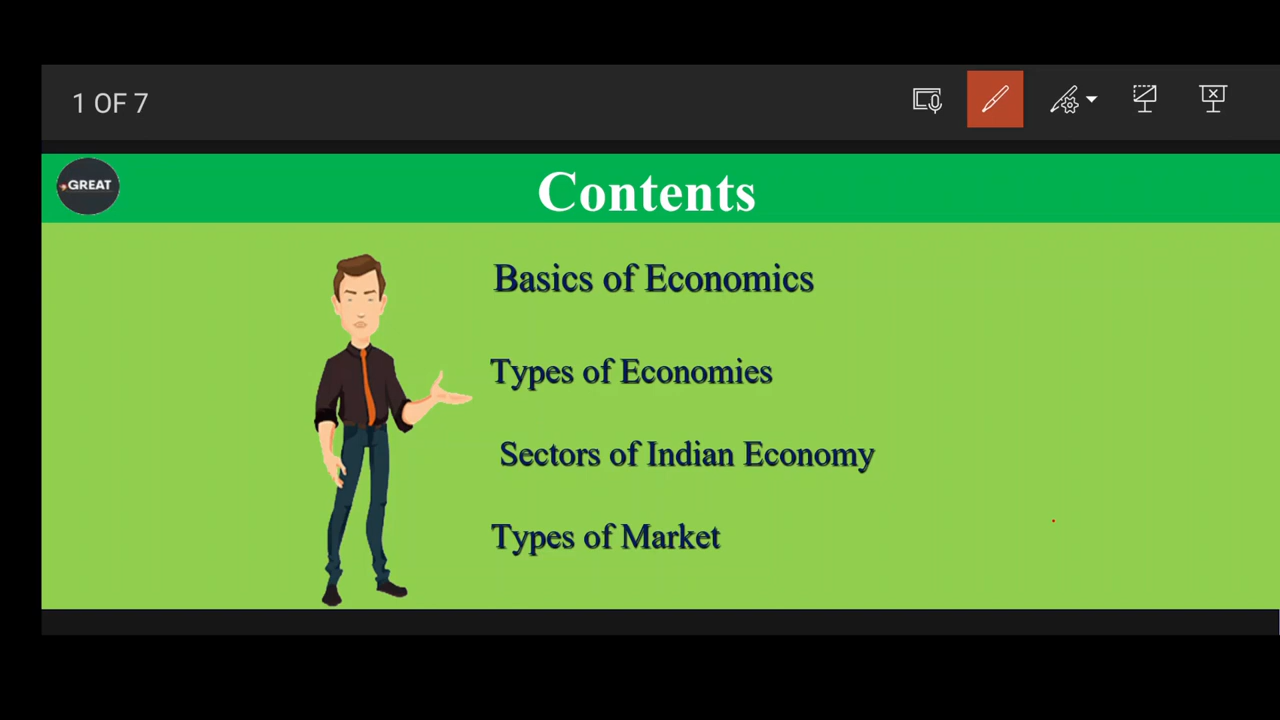 1 OF 7
GREAT
Contents
Basics of Economics
Types of Economies
Sectors of Indian Economy
Types of Market